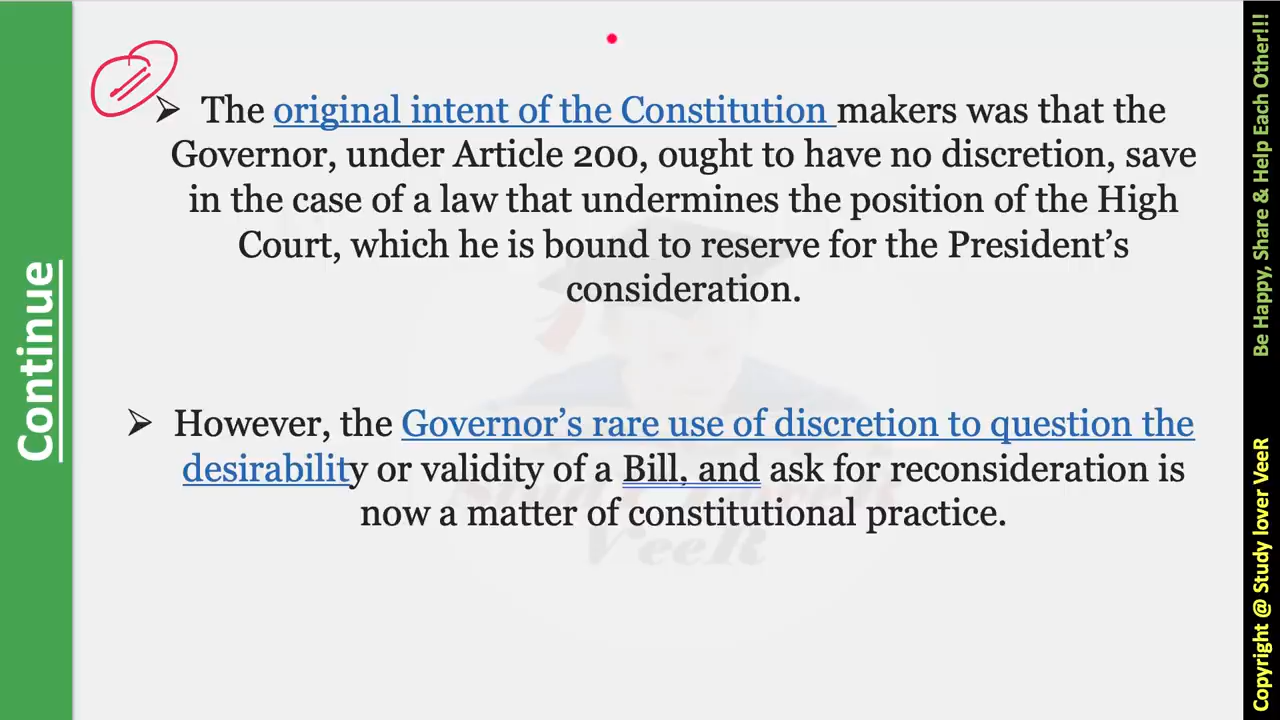 Continue
➢ The original intent of the Constitution makers was that the
Governor, under Article 200, ought to have no discretion, save
in the case of a law that undermines the position of the High
Court, which he is bound to reserve for the President’s
consideration.
➢ However, the Governor’s rare use of discretion to question the
desirability or validity of a Bill, and ask for reconsideration is
now a matter of constitutional practice.
VeeR
Copyright @ Study lover VeeR
Be Happy, Share & Help Each Other!!!